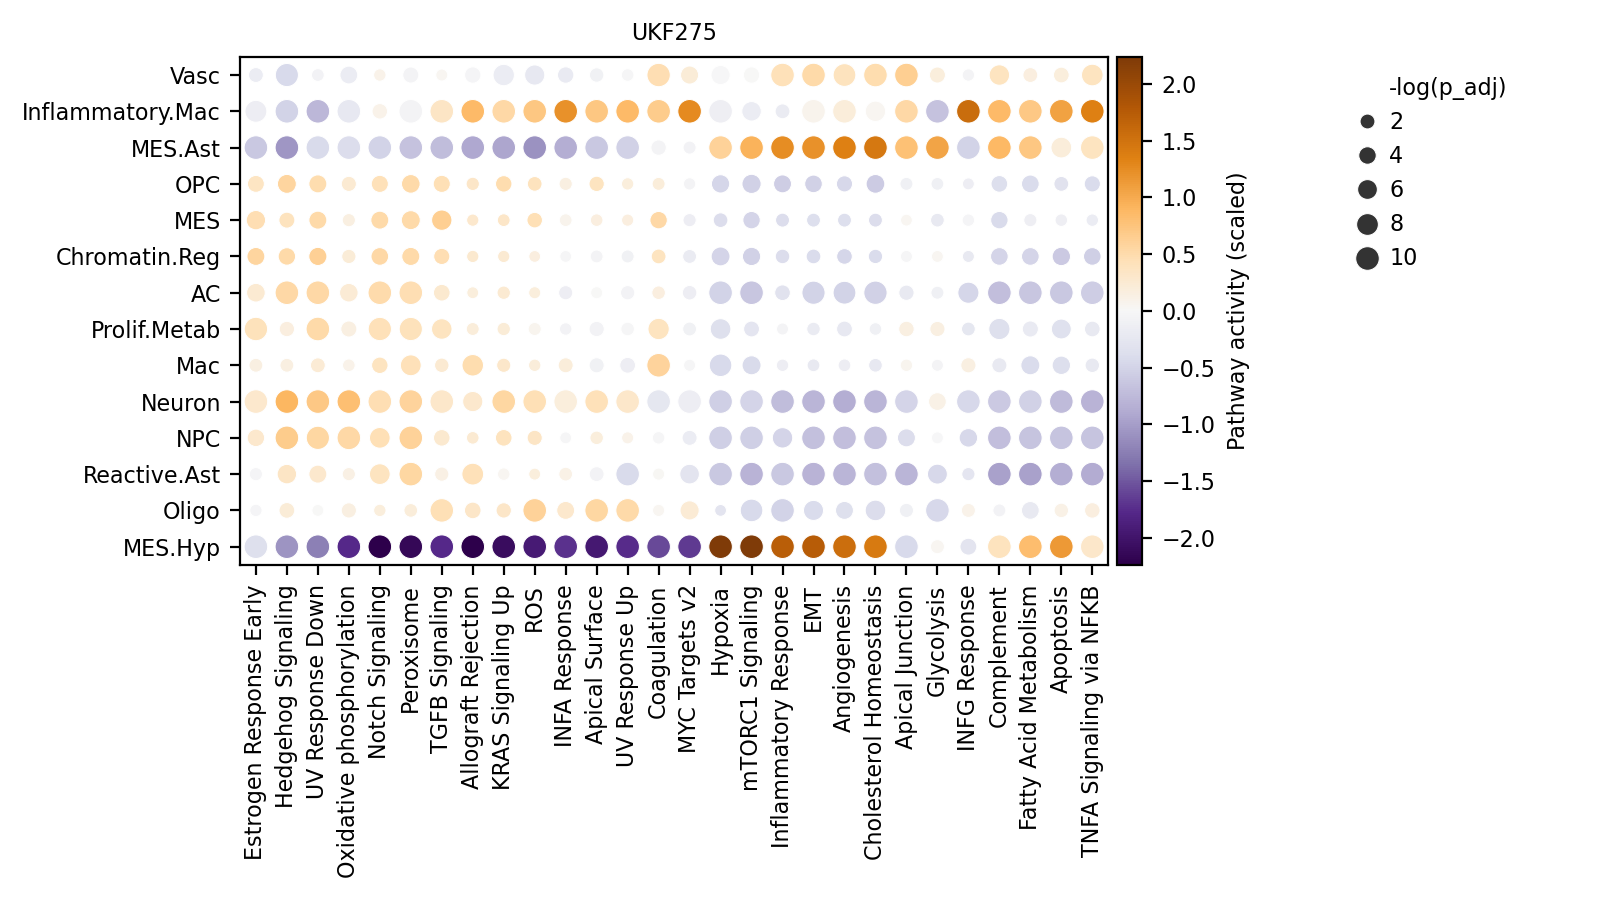 UKF275
Vasc
Inflammatory.Mac
MES.Ast
OPC
MES
Chromatin.Reg
AC
Prolif.Metab
Mac
Neuron
NPC
Reactive.Ast
Oligo
MES.Hyp
Estrogen Response Early
Hedgehog Signaling
UV Response Down
Oxidative phosphorylation
Notch Signaling
Peroxisome
TGFB Signaling
Allograft Rejection
KRAS Signaling Up
ROS
INFA Response
Apical Surface
UV Response Up
Coagulation
MYC Targets v2
Hypoxia
mTORC1 Signaling
Inflammatory Response
EMT
Angiogenesis
Cholesterol Homeostasis
Apical Junction
Glycolysis
INFG Response
Complement
Fatty Acid Metabolism
Apoptosis
TNFA Signaling via NFKB
2.0
1.5
1.0
0.5
0.0
−0.5
−1.0
−1.5
−2.0
Pathway activity (scaled)
-log(p_adj)
2
4
6
8
10